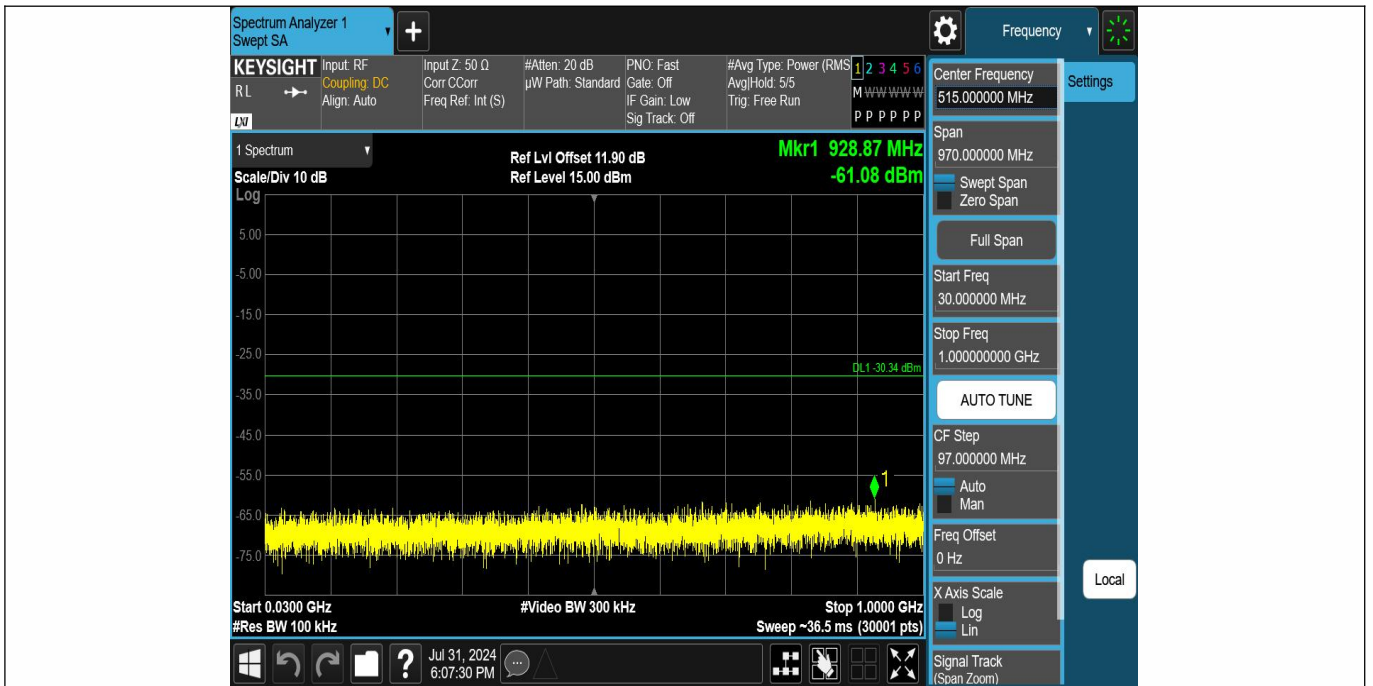 Spectrum Analyzer 1
Swept SA
+
Frequency
KEYSIGHT
RL
LXI
Input: RF
Coupling: DC
Align: Auto
Input Z: 50 Ω
Corr CCorr
Freq Ref: Int (S)
#Atten: 20 dB
µW Path: Standard
PNO: Fast
Gate: Off
IF Gain: Low
Sig Track: Off
#Avg Type: Power (RMS
Avg|Hold: 5/5
Trig: Free Run
1 2 3 4 5 6
M W W W W W
P P P P P P
1 Spectrum
Scale/Div 10 dB
Log
Ref Lvl Offset 11.90 dB
Ref Level 15.00 dBm
Mkr1 928.87 MHz
-61.08 dBm
5.00
-5.00
-15.0
-25.0
DL1 -30.34 dBm
-35.0
-45.0
-55.0
1
-65.0
-75.0
Start 0.0300 GHz
#Video BW 300 kHz
Stop 1.0000 GHz
#Res BW 100 kHz
Sweep ~36.5 ms (30001 pts)
Center Frequency
515.000000 MHz
Settings
Span
970.000000 MHz
Swept Span
Zero Span
Full Span
Start Freq
30.000000 MHz
Stop Freq
1.000000000 GHz
AUTO TUNE
CF Step
97.000000 MHz
Auto
Man
Freq Offset
0 Hz
Local
X Axis Scale
Log
Lin
Signal Track
(Span Zoom)
?
Jul 31, 2024
6:07:30 PM